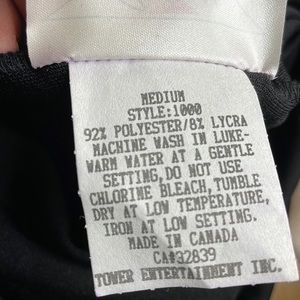 MEDIUM
STYLE:1000
92% POLYESTER/8% LYCRA
MACHINE WASH IN LUKE-
WARM WATER AT A GENTLE
SETTING,DO NOT USE
CHLORINE BLEACH,TUMBLE
DRY AT LOW TEMPERATURE,
IRON AT LOW SETTING.
MADE IN CANADA
CA#32839
TOWER ENTERTAINMENT INC.